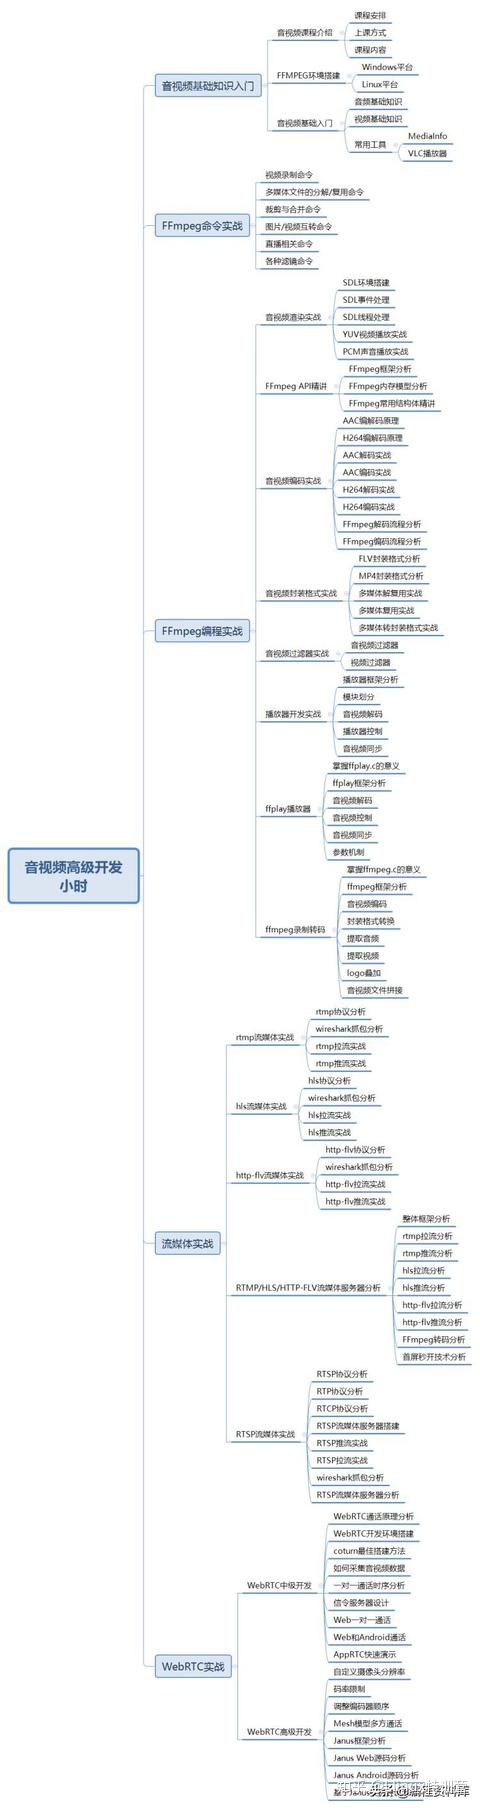 音视频高级开发
小时
音视频基础知识入门
音视频课程介绍
课程安排
上课方式
课程内容
FFMPEG环境搭建
Windows平台
Linux平台
音视频基础入门
音频基础知识
视频基础知识
常用工具
MediaInfo
VLC播放器
FFmpeg命令实战
视频录制命令
多媒体文件的分解/复用命令
裁剪与合并命令
图片/视频互转命令
直播相关命令
各种滤镜命令
FFmpeg编程实战
音视频渲染实战
SDL环境搭建
SDL事件处理
SDL线程处理
YUV视频播放实战
PCM声音播放实战
FFmpeg API精讲
FFmpeg框架分析
FFmpeg内存模型分析
FFmpeg常用结构体精讲
音视频编码实战
AAC编解码原理
H264编解码原理
AAC解码实战
AAC编码实战
H264解码实战
H264编码实战
FFmpeg解码流程分析
FFmpeg编码流程分析
音视频封装格式实战
FLV封装格式分析
MP4封装格式分析
多媒体解复用实战
多媒体复用实战
多媒体转封装格式实战
音视频过滤器实战
音视频过滤器
视频过滤器
播放器开发实战
播放器框架分析
模块划分
音视频解码
播放器控制
音视频同步
ffplay播放器
掌握ffplay.c的意义
ffplay框架分析
音视频解码
音视频控制
音视频同步
参数机制
ffmpeg录制转码
掌握ffmpeg.c的意义
ffmpeg框架分析
音视频编码
封装格式转换
提取音频
提取视频
logo叠加
音视频文件拼接
流媒体实战
rtmp流媒体实战
rtmp协议分析
wireshark抓包分析
rtmp拉流实战
rtmp推流实战
hls流媒体实战
hls协议分析
wireshark抓包分析
hls拉流实战
hls推流实战
http-flv流媒体实战
http-flv协议分析
wireshark抓包分析
http-flv拉流实战
http-flv推流实战
RTMP/HLS/HTTP-FLV流媒体服务器分析
整体框架分析
rtmp拉流分析
rtmp推流分析
hls拉流分析
hls推流分析
http-flv拉流分析
http-flv推流分析
FFmpeg转码分析
首屏秒开技术分析
RTSP流媒体实战
RTSP协议分析
RTP协议分析
RTCP协议分析
RTSP流媒体服务器搭建
RTSP推流实战
RTSP拉流实战
wireshark抓包分析
RTSP流媒体服务器分析
WebRTC实战
WebRTC中级开发
WebRTC通话原理分析
WebRTC开发环境搭建
coturn最佳搭建方法
如何采集音视频数据
一对一通话时序分析
信令服务器设计
Web一对一通话
Web和Android通话
AppRTC快速演示
WebRTC高级开发
自定义摄像头分辨率
码率限制
调整编码器顺序
Mesh模型多方通话
Janus框架分析
Janus Web源码分析
Janus Android源码分析
基于Janus